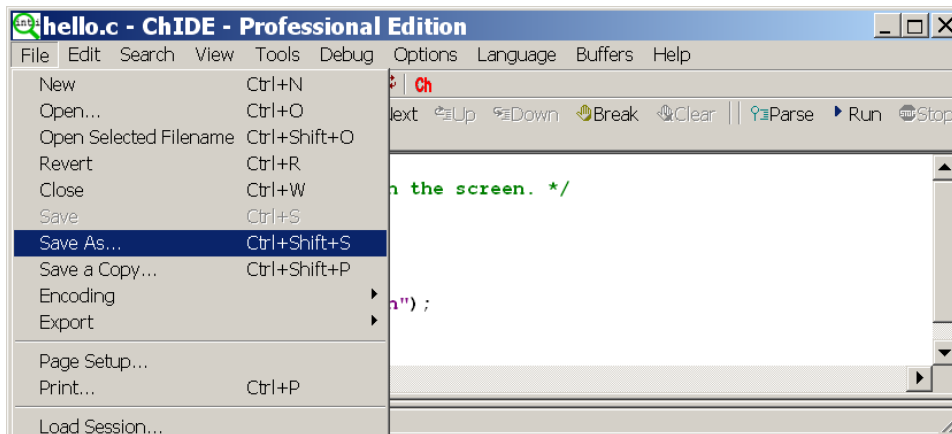 hello.c - ChIDE - Professional Edition
File Edit Search View Tools Debug Options Language Buffers Help
New Ctrl+N
Ch
Open... Ctrl+O
Up Down Break Clear Parse Run Stop
Open Selected Filename Ctrl+Shift+O
Revert Ctrl+R
Close Ctrl+W
the screen. */
Save Ctrl+S
Save As... Ctrl+Shift+S
Save a Copy... Ctrl+Shift+P
Encoding
n");
Export
Page Setup...
Print... Ctrl+P
Load Session...